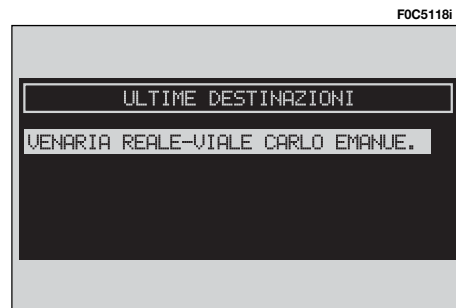 F0C5118i
ULTIME DESTINAZIONI
VENARIA REALE-VIALE CARLO EMANUE.